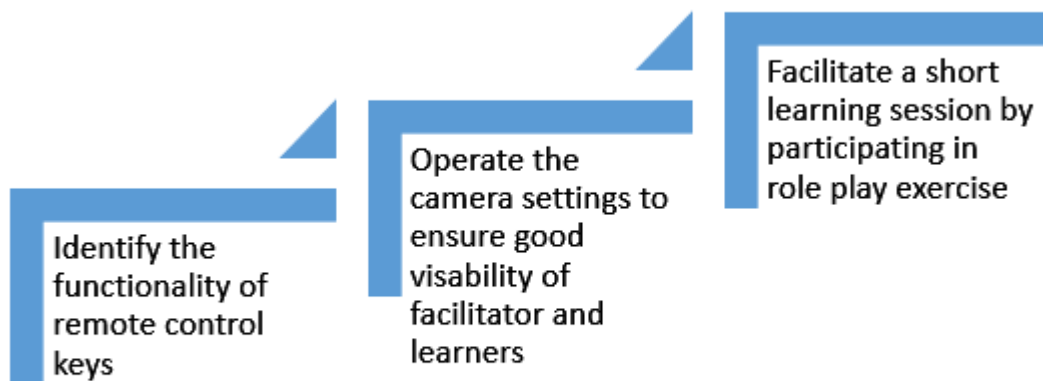 Identify the
functionality of
remote control
keys
Operate the
camera settings to
ensure good
visability of
facilitator and
learners
Facilitate a short
learning session by
participating in
role play exercise